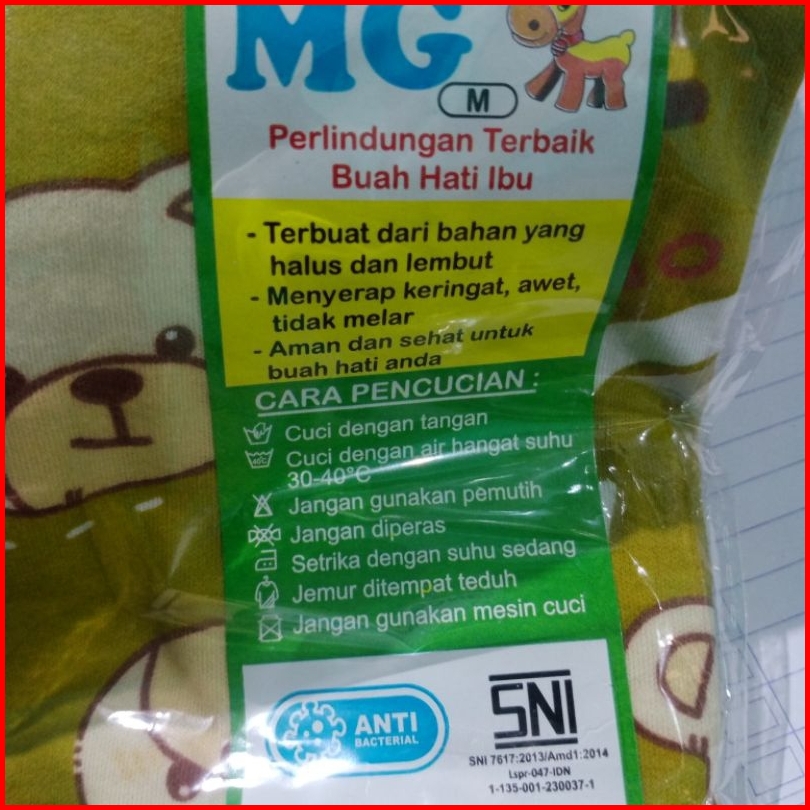 MG
M
Perlindungan Terbaik
Buah Hati Ibu
- Terbuat dari bahan yang
halus dan lembut
- Menyerap keringat, awet,
tidak melar
- Aman dan sehat untuk
buah hati anda
CARA PENCUCIAN :
Cuci dengan tangan
Cuci dengan air hangat suhu
30-40°C
Jangan gunakan pemutih
Jangan diperas
Setrika dengan suhu sedang
Jemur ditempat teduh
Jangan gunakan mesin cuci
ANTI
BACTERIAL
SNI
SNI 7617:2013/Amd1:2014
Lspr-047-IDN
1-135-001-230037-1